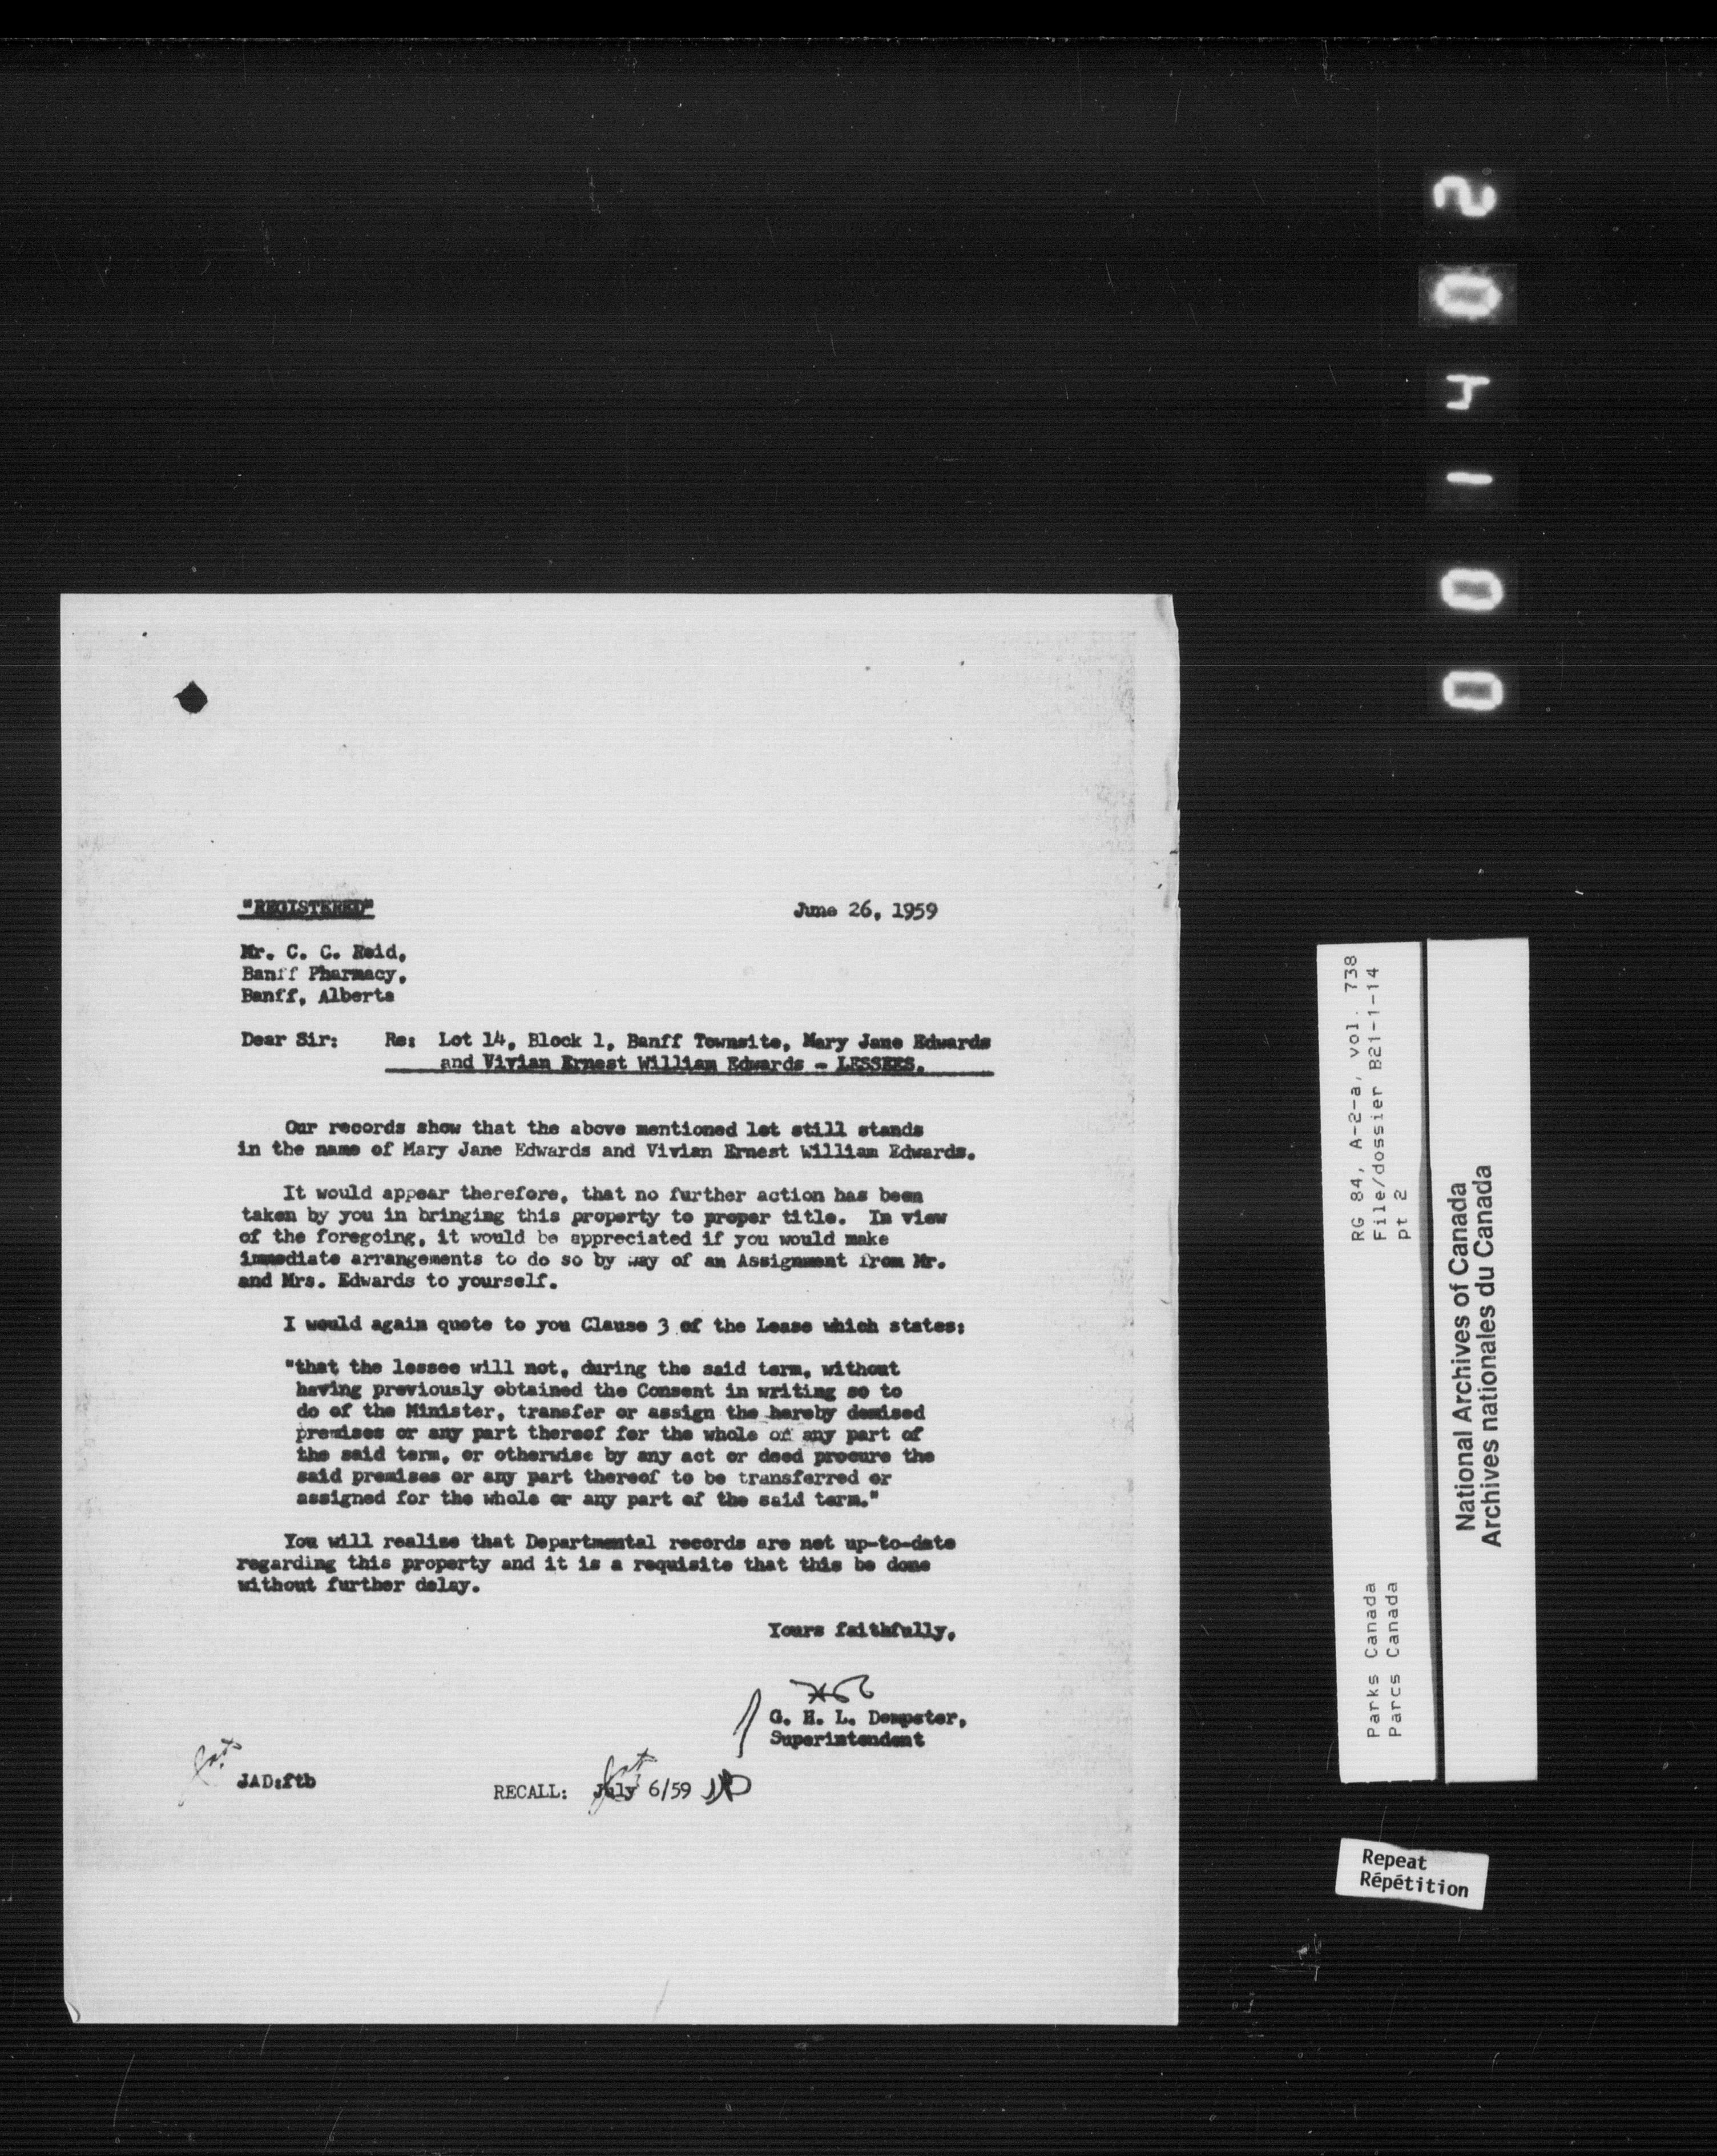 "REGISTERED"
June 26, 1959
Mr. C. C. Reid,
Banff Pharmacy,
Banff, Alberta
Dear Sir: Re: Lot 14, Block 1, Banff Townsite, Mary Jane Edwards
and Vivian Ernest William Edwards - LESSEES.
Our records show that the above mentioned lot still stands
in the name of Mary Jane Edwards and Vivian Ernest William Edwards.
It would appear therefore, that no further action has been
taken by you in bringing this property to proper title. In view
of the foregoing, it would be appreciated if you would make
immediate arrangements to do so by way of an Assignment from Mr.
and Mrs. Edwards to yourself.
I would again quote to you Clause 3 of the Lease which states:
"that the lessee will not, during the said term, without
having previously obtained the Consent in writing so to
do of the Minister, transfer or assign the hereby demised
premises or any part thereof for the whole or any part of
the said term, or otherwise by any act or deed procure the
said premises or any part thereof to be transferred or
assigned for the whole or any part of the said term."
You will realize that Departmental records are not up-to-date
regarding this property and it is a requisite that this be done
without further delay.
Yours faithfully,
G. H. L. Dempster,
Superintendent
JAD:ftb
RECALL: July 6/59
001402
RG 84, A-2-a, vol. 738
File/dossier B21-1-14
pt 2
Parks Canada
Parcs Canada
National Archives of Canada
Archives nationales du Canada
Repeat
Répétition